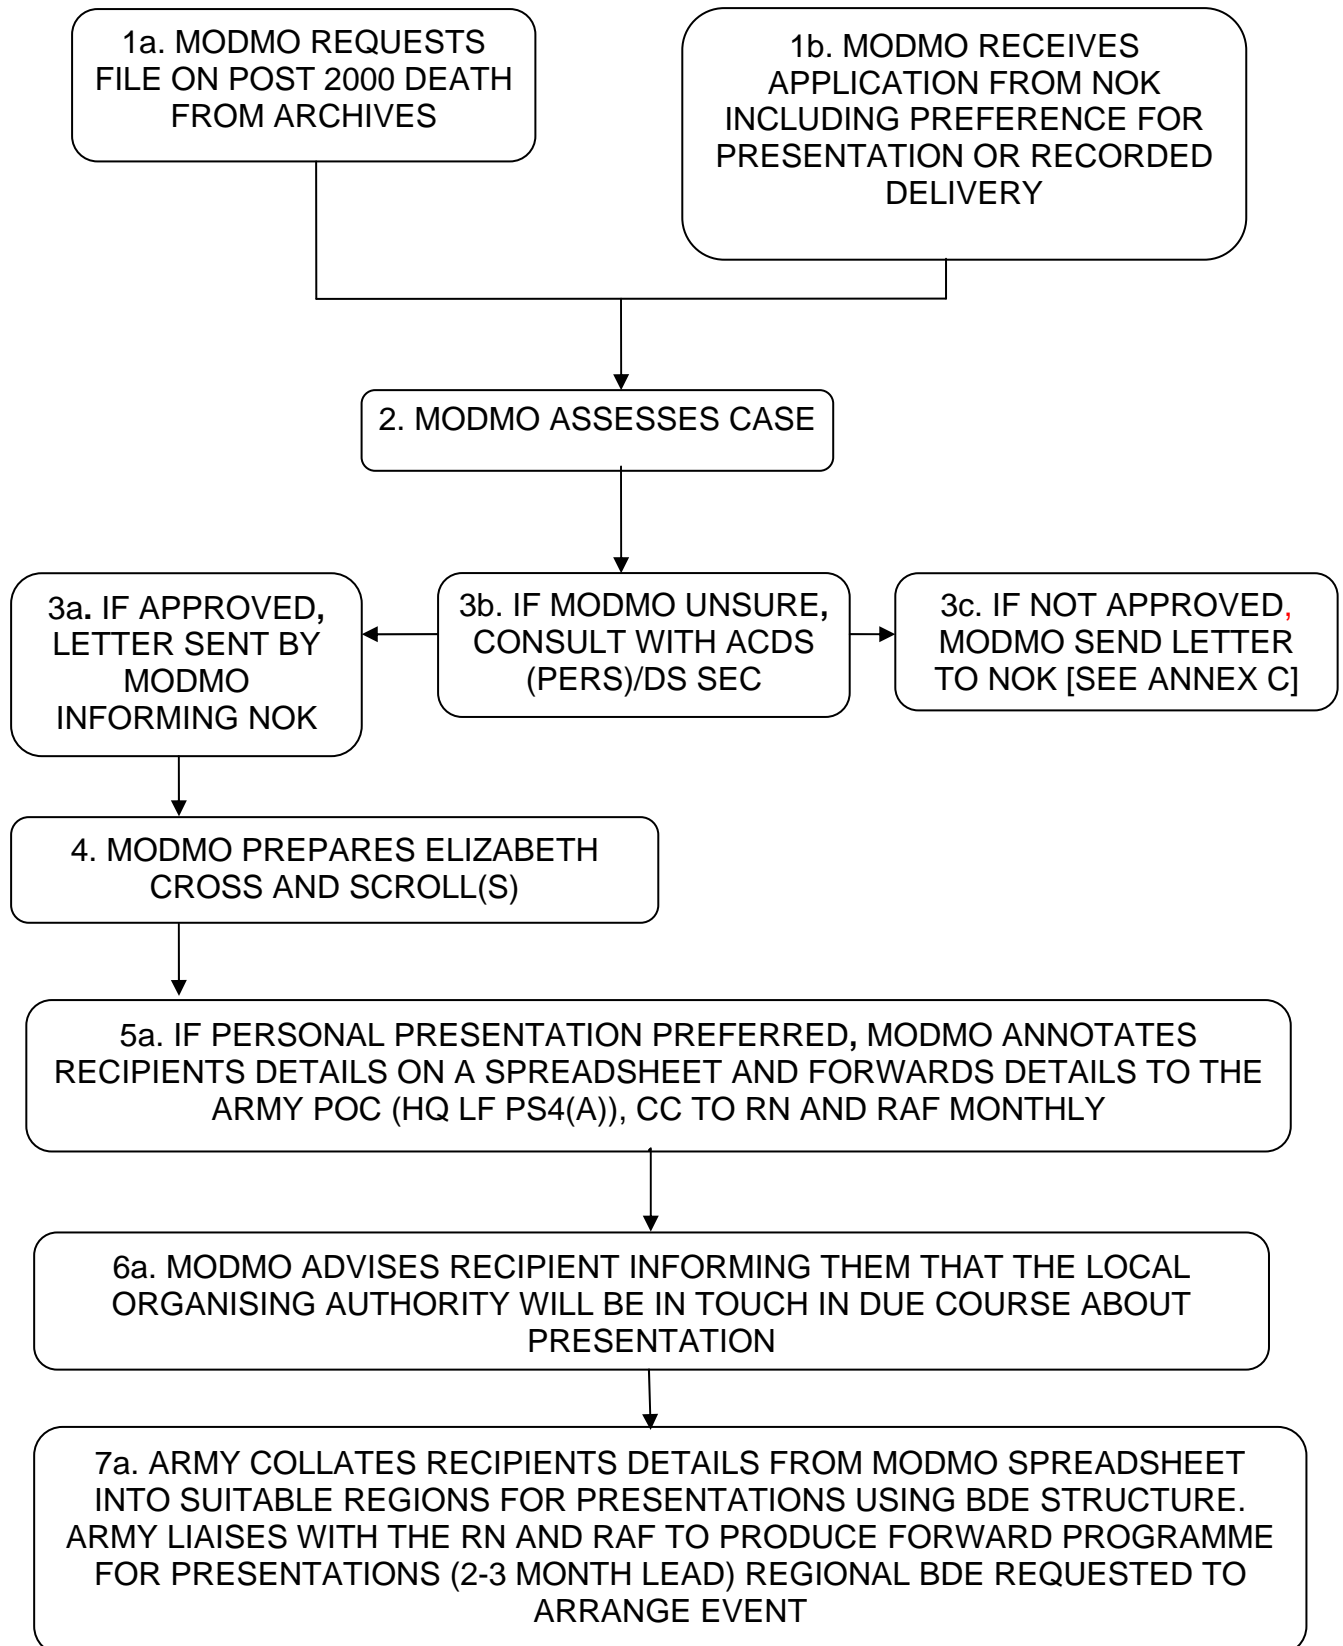 1a. MODMO REQUESTS
FILE ON POST 2000 DEATH
FROM ARCHIVES
1b. MODMO RECEIVES
APPLICATION FROM NOK
INCLUDING PREFERENCE FOR
PRESENTATION OR RECORDED
DELIVERY
2. MODMO ASSESSES CASE
3a. IF APPROVED,
LETTER SENT BY
MODMO
INFORMING NOK
3b. IF MODMO UNSURE,
CONSULT WITH ACDS
(PERS)/DS SEC
3c. IF NOT APPROVED,
MODMO SEND LETTER
TO NOK [SEE ANNEX C]
4. MODMO PREPARES ELIZABETH
CROSS AND SCROLL(S)
5a. IF PERSONAL PRESENTATION PREFERRED, MODMO ANNOTATES
RECIPIENTS DETAILS ON A SPREADSHEET AND FORWARDS DETAILS TO THE
ARMY POC (HQ LF PS4(A)), CC TO RN AND RAF MONTHLY
6a. MODMO ADVISES RECIPIENT INFORMING THEM THAT THE LOCAL
ORGANISING AUTHORITY WILL BE IN TOUCH IN DUE COURSE ABOUT
PRESENTATION
7a. ARMY COLLATES RECIPIENTS DETAILS FROM MODMO SPREADSHEET
INTO SUITABLE REGIONS FOR PRESENTATIONS USING BDE STRUCTURE.
ARMY LIAISES WITH THE RN AND RAF TO PRODUCE FORWARD PROGRAMME
FOR PRESENTATIONS (2-3 MONTH LEAD) REGIONAL BDE REQUESTED TO
ARRANGE EVENT